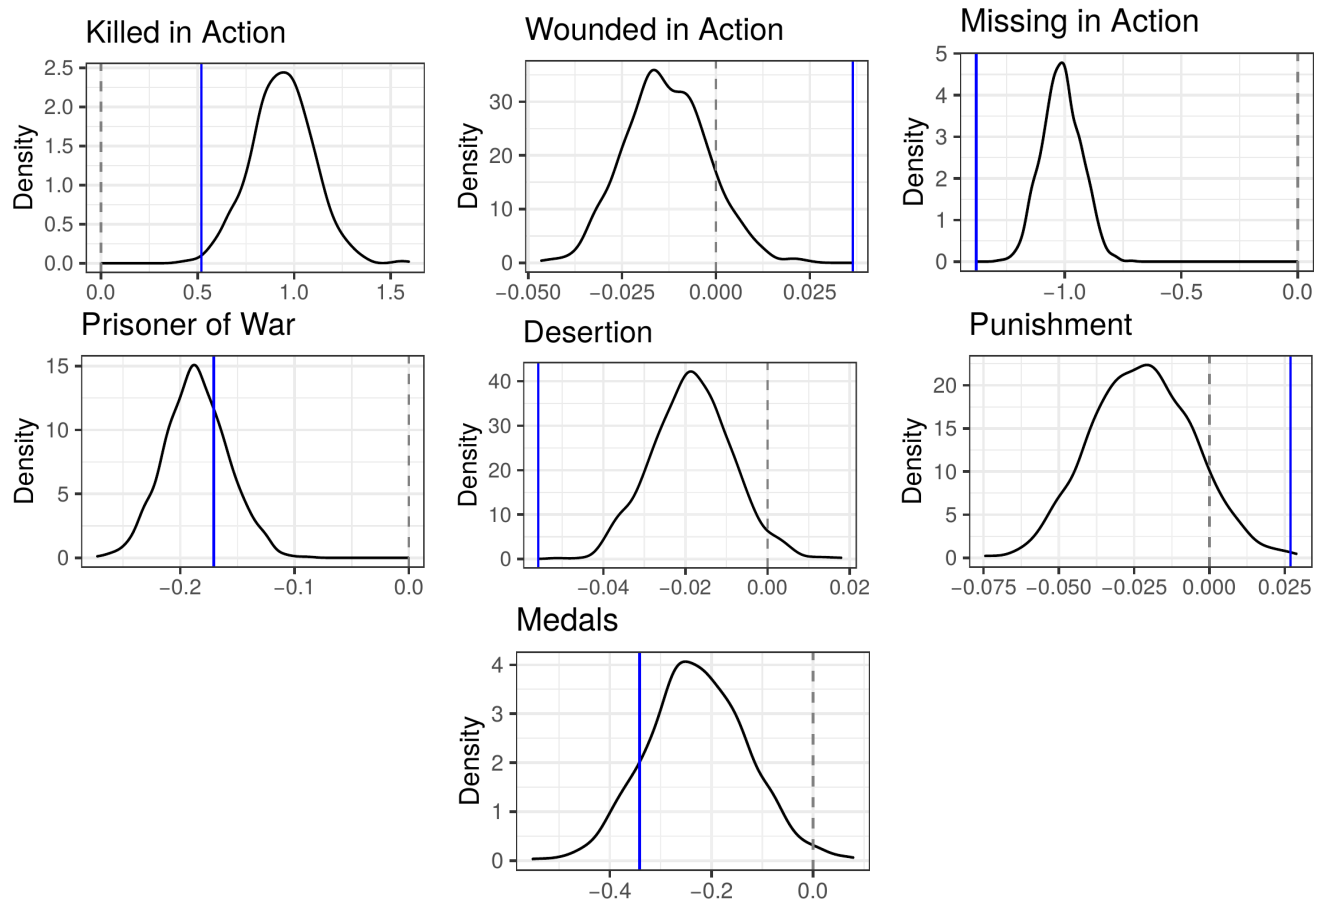 Killed in Action
Density
2.5
2.0
1.5
1.0
0.5
0.0
0.0 0.5 1.0 1.5
Wounded in Action
Density
30
20
10
0
−0.050 −0.025 0.000 0.025
Missing in Action
Density
5
4
3
2
1
0
−1.0 −0.5 0.0
Prisoner of War
Density
15
10
5
0
−0.2 −0.1 0.0
Desertion
Density
40
30
20
10
0
−0.04 −0.02 0.00 0.02
Punishment
Density
20
15
10
5
0
−0.075 −0.050 −0.025 0.000 0.025
Medals
Density
4
3
2
1
0
−0.4 −0.2 0.0